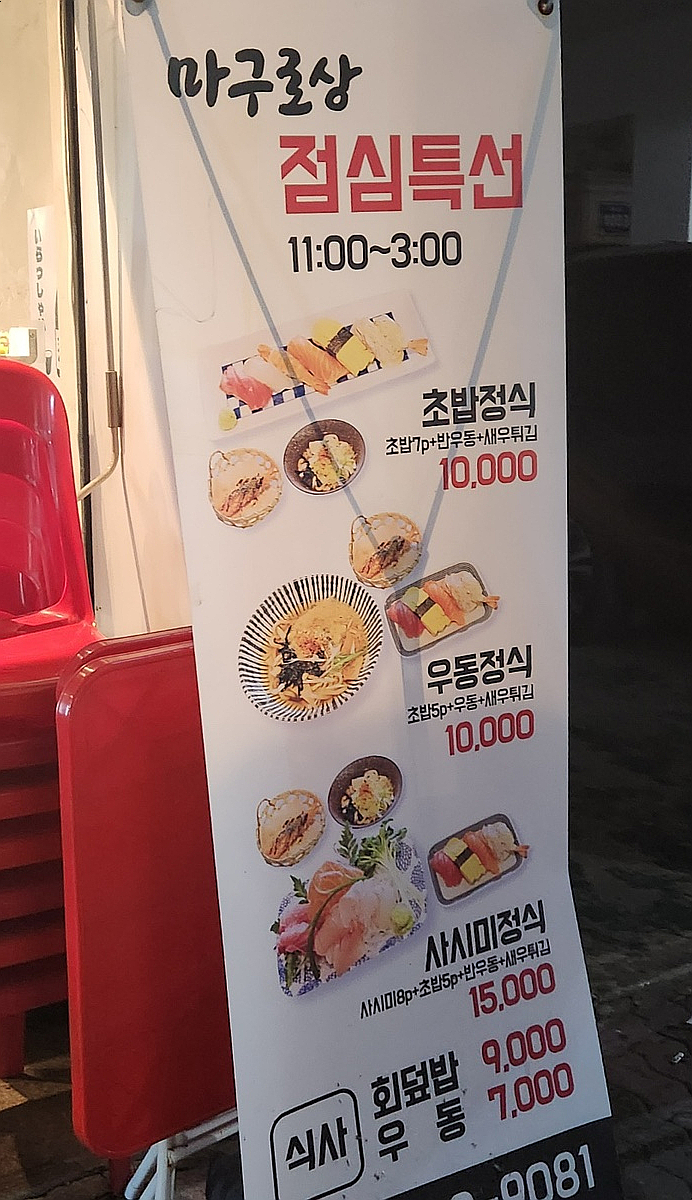 마구로상
점심특선
11:00~3:00
초밥정식
초밥7p+반우동+새우튀김
10,000
우동정식
초밥5p+우동+새우튀김
10,000
사시미정식
사시미8p+초밥5p+반우동+새우튀김
15,000
식사
회덮밥 9,000
우동 7,000
-9081